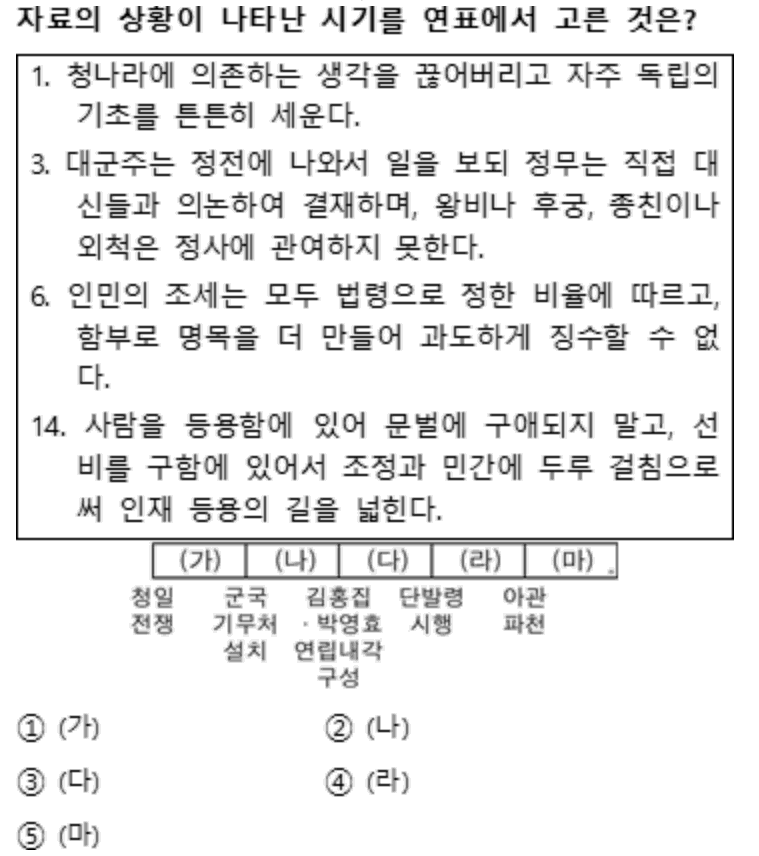 자료의 상황이 나타난 시기를 연표에서 고른 것은?
1. 청나라에 의존하는 생각을 끊어버리고 자주 독립의
기초를 튼튼히 세운다.
3. 대군주는 정전에 나와서 일을 보되 정무는 직접 대
신들과 의논하여 결재하며, 왕비나 후궁, 종친이나
외척은 정사에 관여하지 못한다.
6. 인민의 조세는 모두 법령으로 정한 비율에 따르고,
함부로 명목을 더 만들어 과도하게 징수할 수 없
다.
14. 사람을 등용함에 있어 문벌에 구애되지 말고, 선
비를 구함에 있어서 조정과 민간에 두루 걸침으로
써 인재 등용의 길을 넓힌다.
(가) (나) (다) (라) (마)
청일 군국 김홍집 단발령 아관
전쟁 기무처 · 박영효 시행 파천
설치 연립내각
구성
① (가) ② (나)
③ (다) ④ (라)
⑤ (마)